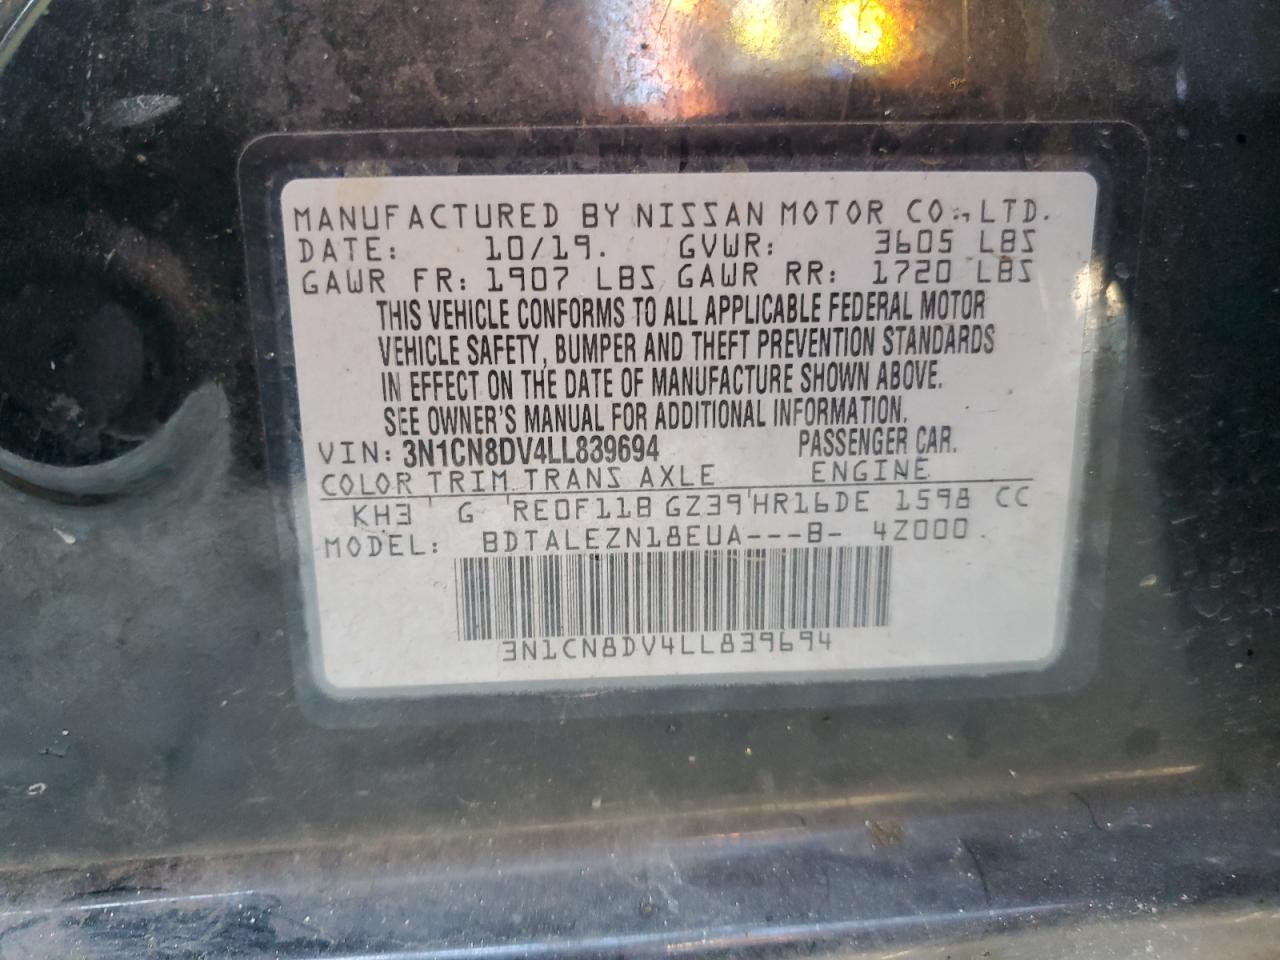 MANUFACTURED BY NISSAN MOTOR CO., LTD.
DATE: 10/19. GVWR: 3605 LBS
GAWR FR: 1907 LBS GAWR RR: 1720 LBS
THIS VEHICLE CONFORMS TO ALL APPLICABLE FEDERAL MOTOR
VEHICLE SAFETY, BUMPER AND THEFT PREVENTION STANDARDS
IN EFFECT ON THE DATE OF MANUFACTURE SHOWN ABOVE.
SEE OWNER'S MANUAL FOR ADDITIONAL INFORMATION.
VIN: 3N1CN8DV4LL839694 PASSENGER CAR.
COLOR TRIM TRANS AXLE ENGINE
KH3 G RE0F11B GZ39 HR16DE 1598 CC
MODEL: BDTALEZN18EUA---B- 4Z000.
3N1CN8DV4LL839694